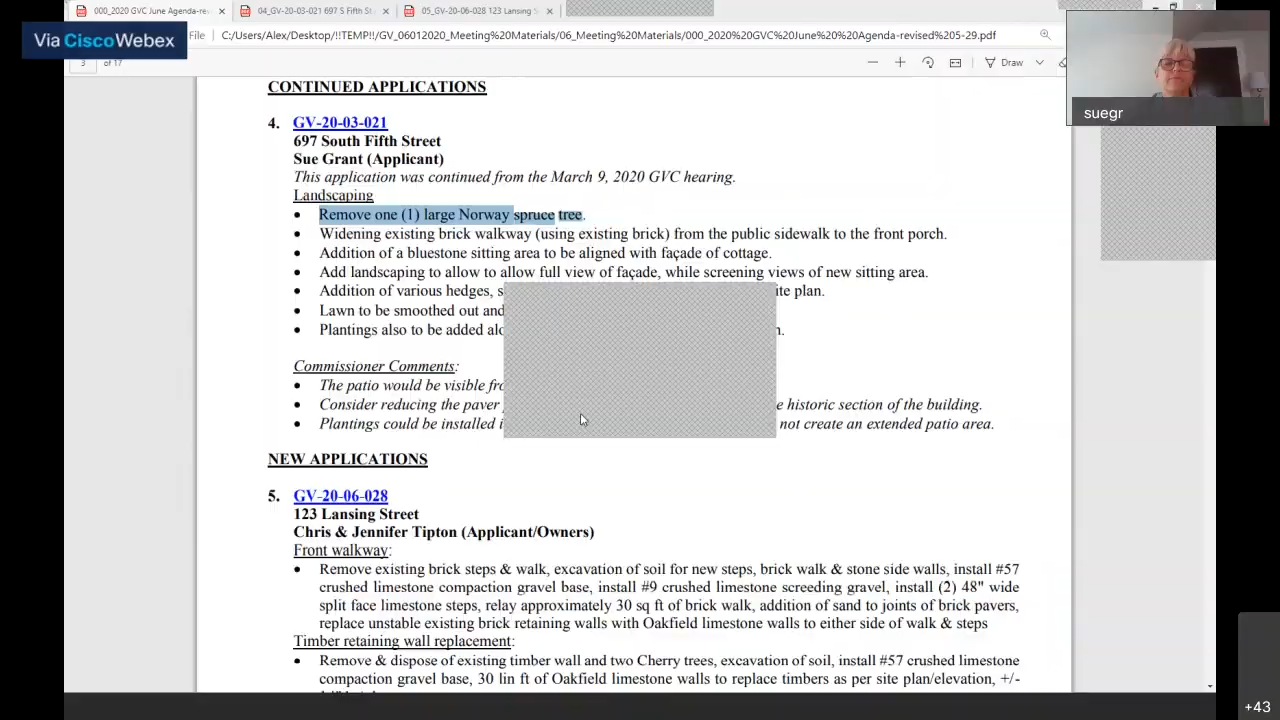 000_2020 GVC June Agenda-rev
04_GV-20-03-021 697 S Fifth St
05_GV-20-06-028 123 Lansing S
Via Cisco Webex
File
C:/Users/Alex/Desktop/!!TEMP!!/GV_06012020_Meeting%20Materials/06_Meeting%20Materials/000_2020%20GVC%20June%20%20Agenda-revised%205-29.pdf
3 of 17
Draw
suegr
CONTINUED APPLICATIONS
4. GV-20-03-021
697 South Fifth Street
Sue Grant (Applicant)
This application was continued from the March 9, 2020 GVC hearing.
Landscaping
• Remove one (1) large Norway spruce tree.
• Widening existing brick walkway (using existing brick) from the public sidewalk to the front porch.
• Addition of a bluestone sitting area to be aligned with façade of cottage.
• Add landscaping to allow to allow full view of façade, while screening views of new sitting area.
• Addition of various hedges, s ite plan.
• Lawn to be smoothed out and
• Plantings also to be added alo n.
Commissioner Comments:
• The patio would be visible fro
• Consider reducing the paver e historic section of the building.
• Plantings could be installed i not create an extended patio area.
NEW APPLICATIONS
5. GV-20-06-028
123 Lansing Street
Chris & Jennifer Tipton (Applicant/Owners)
Front walkway:
• Remove existing brick steps & walk, excavation of soil for new steps, brick walk & stone side walls, install #57
crushed limestone compaction gravel base, install #9 crushed limestone screeding gravel, install (2) 48" wide
split face limestone steps, relay approximately 30 sq ft of brick walk, addition of sand to joints of brick pavers,
replace unstable existing brick retaining walls with Oakfield limestone walls to either side of walk & steps
Timber retaining wall replacement:
• Remove & dispose of existing timber wall and two Cherry trees, excavation of soil, install #57 crushed limestone
compaction gravel base, 30 lin ft of Oakfield limestone walls to replace timbers as per site plan/elevation, +/-
+43